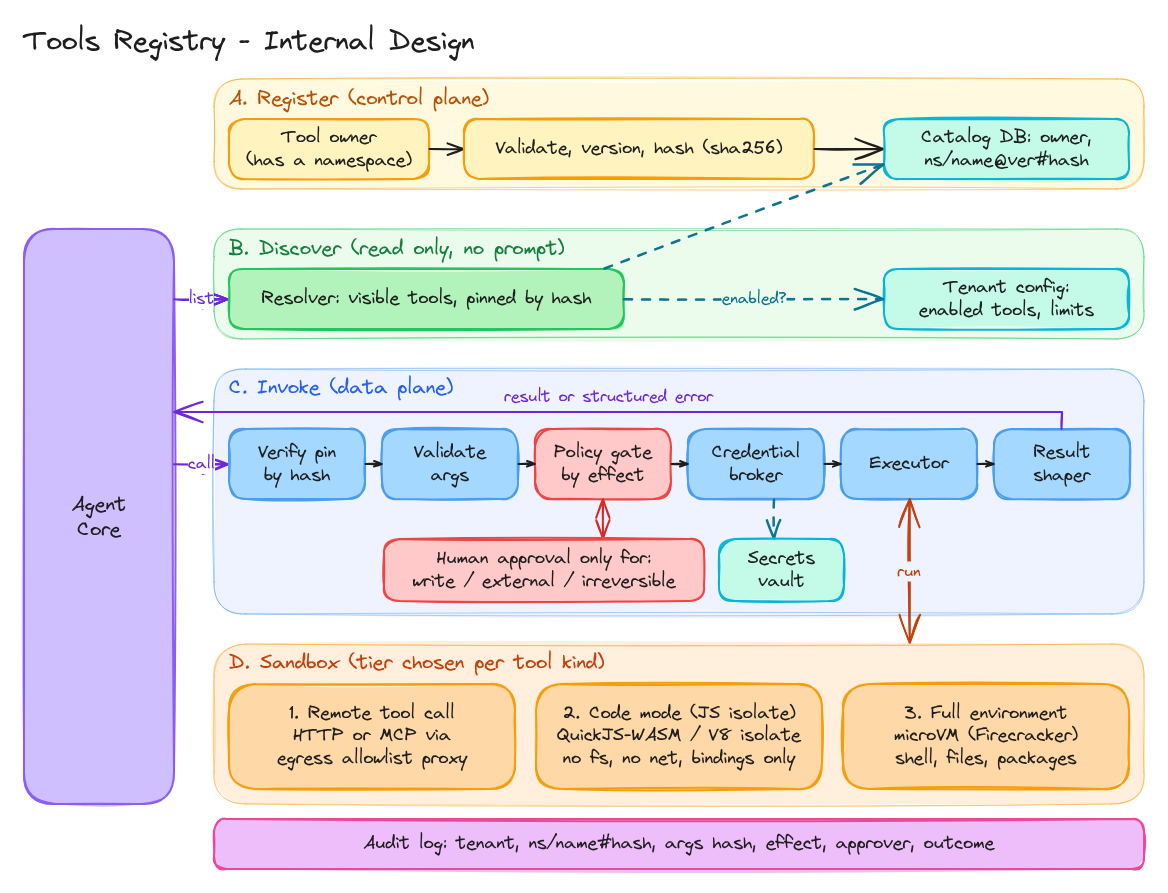 Tools Registry - Internal Design
A. Register (control plane)
Tool owner
(has a namespace)
Validate, version, hash (sha256)
Catalog DB: owner,
ns/name@ver#hash
B. Discover (read only, no prompt)
list
Resolver: visible tools, pinned by hash
enabled?
Tenant config:
enabled tools, limits
Agent
Core
C. Invoke (data plane)
result or structured error
call
Verify pin
by hash
Validate
args
Policy gate
by effect
Credential
broker
Executor
Result
shaper
Human approval only for:
write / external / irreversible
Secrets
vault
run
D. Sandbox (tier chosen per tool kind)
1. Remote tool call
HTTP or MCP via
egress allowlist proxy
2. Code mode (JS isolate)
QuickJS-WASM / V8 isolate
no fs, no net, bindings only
3. Full environment
microVM (Firecracker)
shell, files, packages
Audit log: tenant, ns/name#hash, args hash, effect, approver, outcome